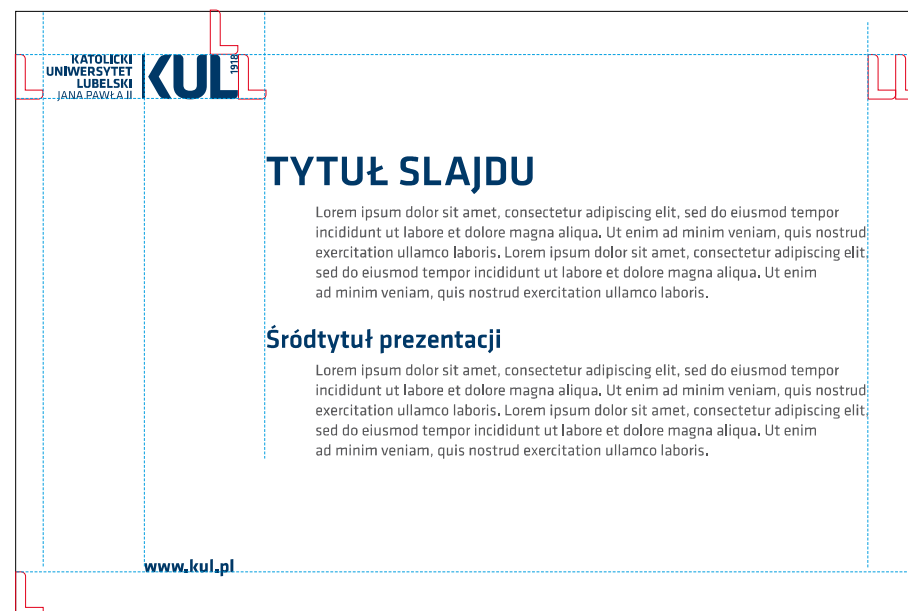 KATOLICKI
UNIWERSYTET
LUBELSKI
JANA PAWŁA II
KUL
1918
TYTUŁ SLAJDU
Lorem ipsum dolor sit amet, consectetur adipiscing elit, sed do eiusmod tempor
incididunt ut labore et dolore magna aliqua. Ut enim ad minim veniam, quis nostrud
exercitation ullamco laboris. Lorem ipsum dolor sit amet, consectetur adipiscing elit,
sed do eiusmod tempor incididunt ut labore et dolore magna aliqua. Ut enim
ad minim veniam, quis nostrud exercitation ullamco laboris.
Śródtytuł prezentacji
Lorem ipsum dolor sit amet, consectetur adipiscing elit, sed do eiusmod tempor
incididunt ut labore et dolore magna aliqua. Ut enim ad minim veniam, quis nostrud
exercitation ullamco laboris. Lorem ipsum dolor sit amet, consectetur adipiscing elit,
sed do eiusmod tempor incididunt ut labore et dolore magna aliqua. Ut enim
ad minim veniam, quis nostrud exercitation ullamco laboris.
www.kul.pl